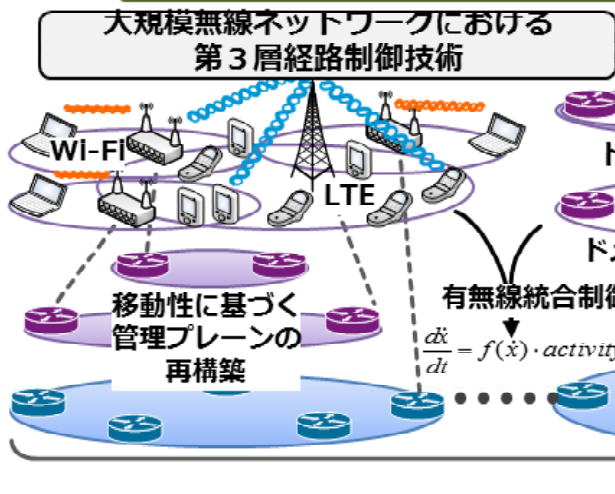 大規模無線ネットワークにおける
第３層経路制御技術
Wi-Fi
LTE
移動性に基づく
管理プレーンの
再構築
有無線統合制御
dẋ/dt = f(ẋ)·activity